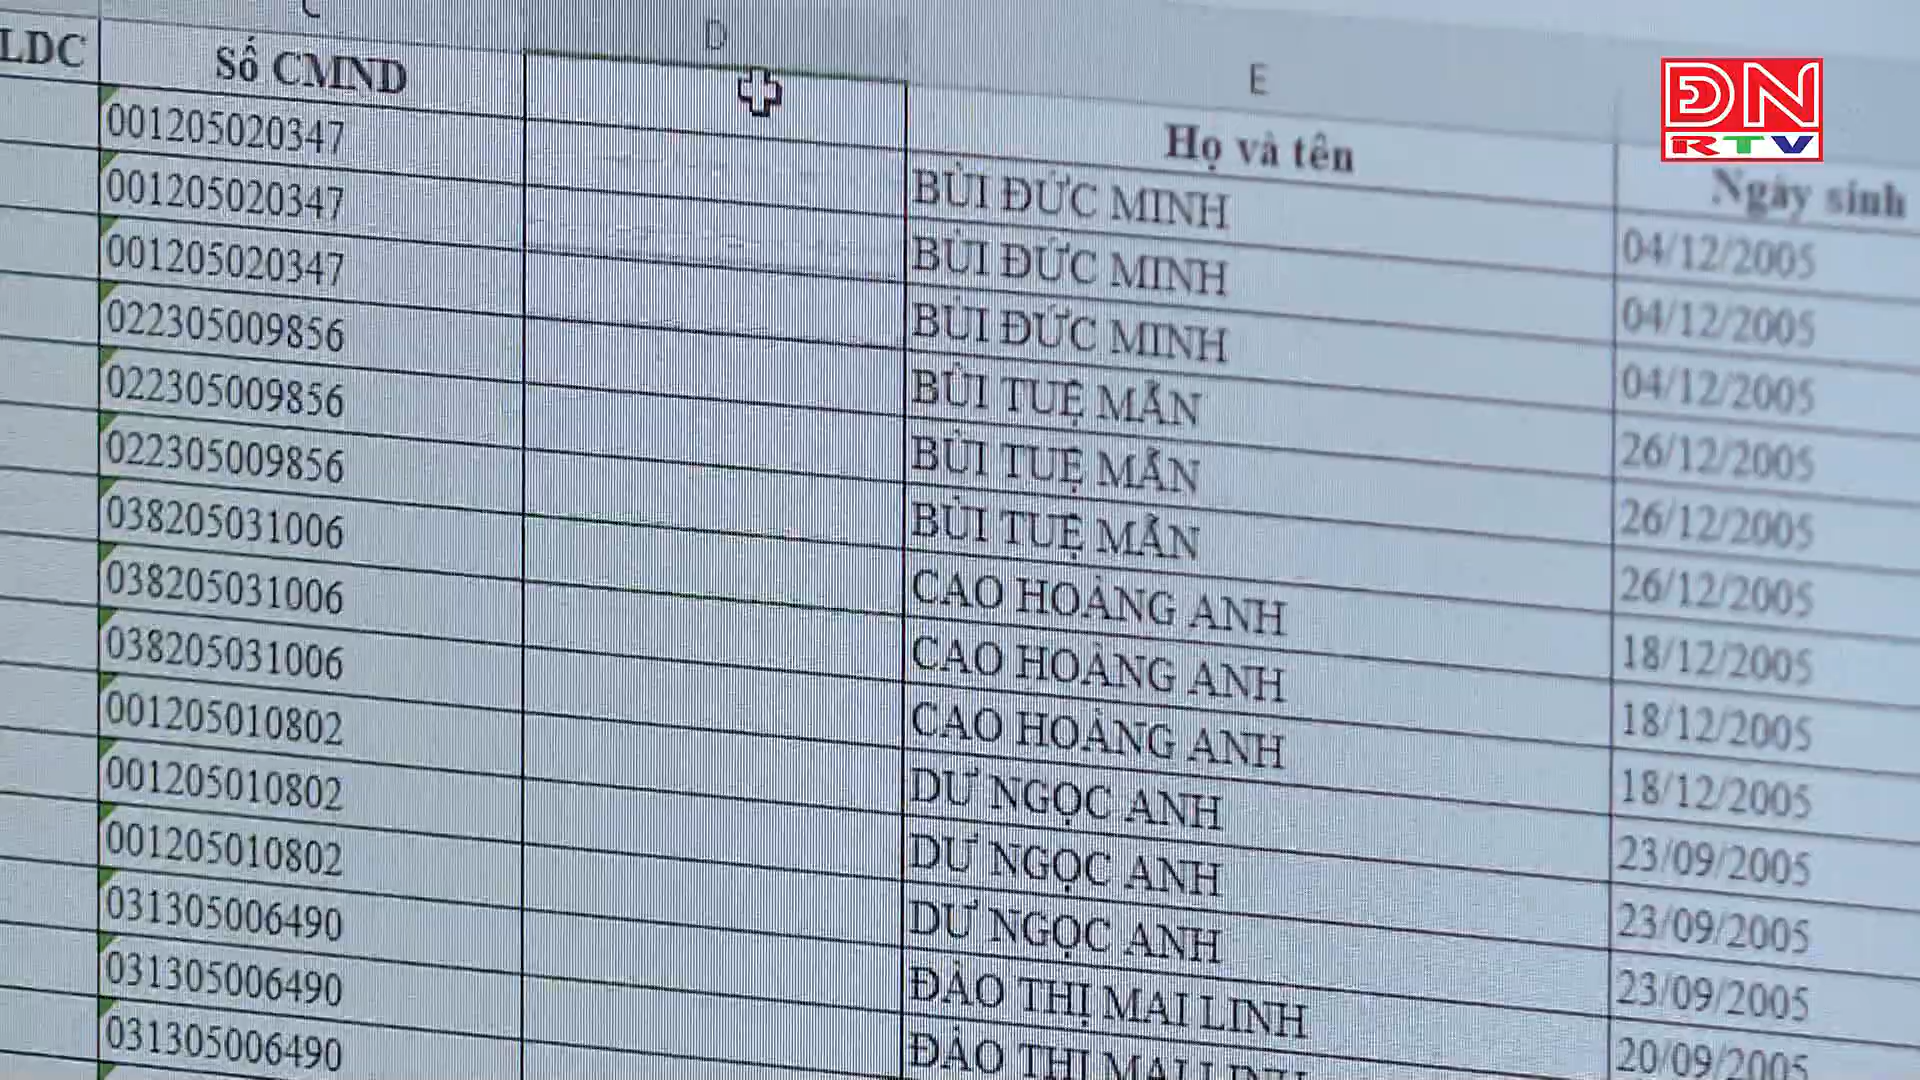 C D E
LDC Số CMND Họ và tên Ngày sinh
001205020347 BÙI ĐỨC MINH 04/12/2005
001205020347 BÙI ĐỨC MINH 04/12/2005
001205020347 BÙI ĐỨC MINH 04/12/2005
022305009856 BÙI TUỆ MẪN 26/12/2005
022305009856 BÙI TUỆ MẪN 26/12/2005
022305009856 BÙI TUỆ MẪN 26/12/2005
038205031006 CAO HOÀNG ANH 18/12/2005
038205031006 CAO HOÀNG ANH 18/12/2005
038205031006 CAO HOÀNG ANH 18/12/2005
001205010802 DƯ NGỌC ANH 23/09/2005
001205010802 DƯ NGỌC ANH 23/09/2005
001205010802 DƯ NGỌC ANH 23/09/2005
031305006490 ĐÀO THỊ MAI LINH 20/09/2005
031305006490 ĐÀO THỊ MAI LINH
031305006490
ĐN
RTV